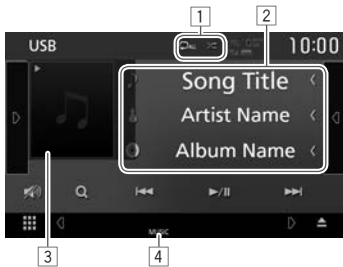 1 2
USB 10:00
Song Title
Artist Name
Album Name
MUSIC
3 4